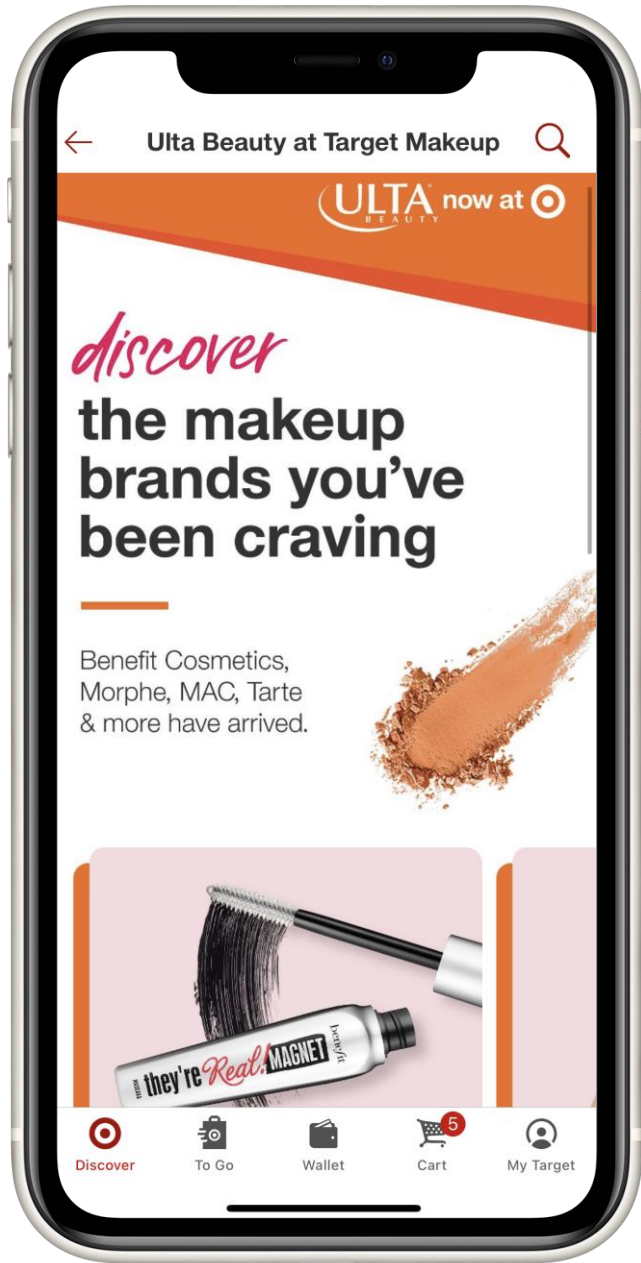 Ulta Beauty at Target Makeup
ULTA BEAUTY now at
discover
the makeup
brands you've
been craving
Benefit Cosmetics,
Morphe, MAC, Tarte
& more have arrived.
they're Real! MAGNET benefit
5
Discover
To Go
Wallet
Cart
My Target